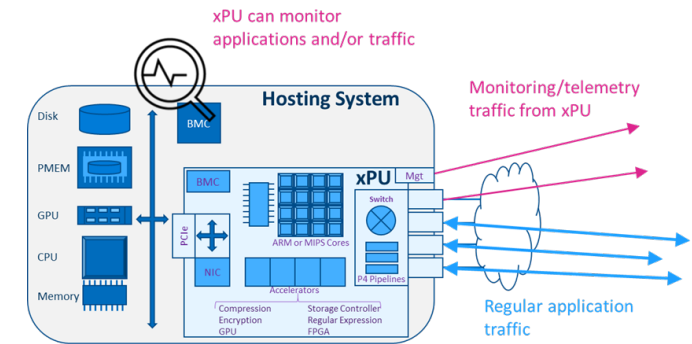 xPU can monitor
applications and/or traffic
Hosting System
Monitoring/telemetry
traffic from xPU
Disk
BMC
PMEM
BMC
xPU
Mgt
Switch
GPU
PCIe
ARM or MIPS Cores
CPU
NIC
P4 Pipelines
Memory
Accelerators
Compression
Encryption
GPU
Storage Controller
Regular Expression
FPGA
Regular application
traffic